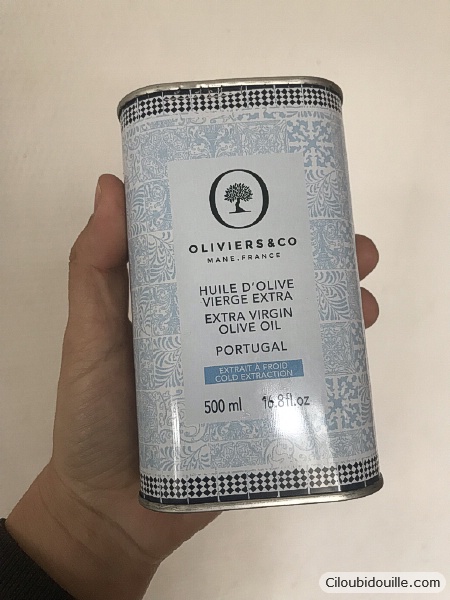 OLIVIERS&CO
MANE, FRANCE
HUILE D'OLIVE
VIERGE EXTRA
EXTRA VIRGIN
OLIVE OIL
PORTUGAL
EXTRAIT À FROID
COLD EXTRACTION
500 ml 16.8fl.oz
Ciloubidouille.com